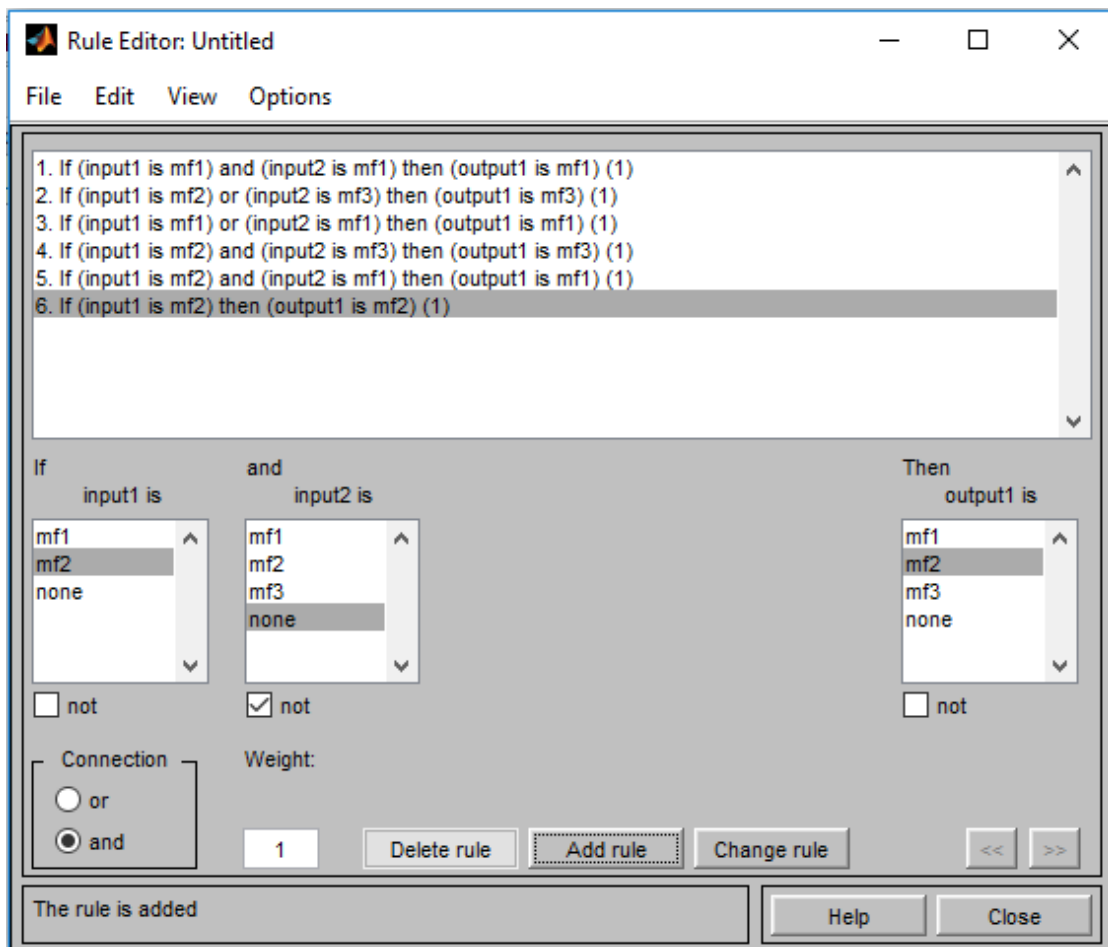 Rule Editor: Untitled
File Edit View Options
1. If (input1 is mf1) and (input2 is mf1) then (output1 is mf1) (1)
2. If (input1 is mf2) or (input2 is mf3) then (output1 is mf3) (1)
3. If (input1 is mf1) or (input2 is mf1) then (output1 is mf1) (1)
4. If (input1 is mf2) and (input2 is mf3) then (output1 is mf3) (1)
5. If (input1 is mf2) and (input2 is mf1) then (output1 is mf1) (1)
6. If (input1 is mf2) then (output1 is mf2) (1)
If and Then
input1 is input2 is output1 is
mf1 mf1 mf1
mf2 mf2 mf2
none mf3 mf3
none none
not not not
Connection Weight:
or
and 1 Delete rule Add rule Change rule << >>
The rule is added Help Close